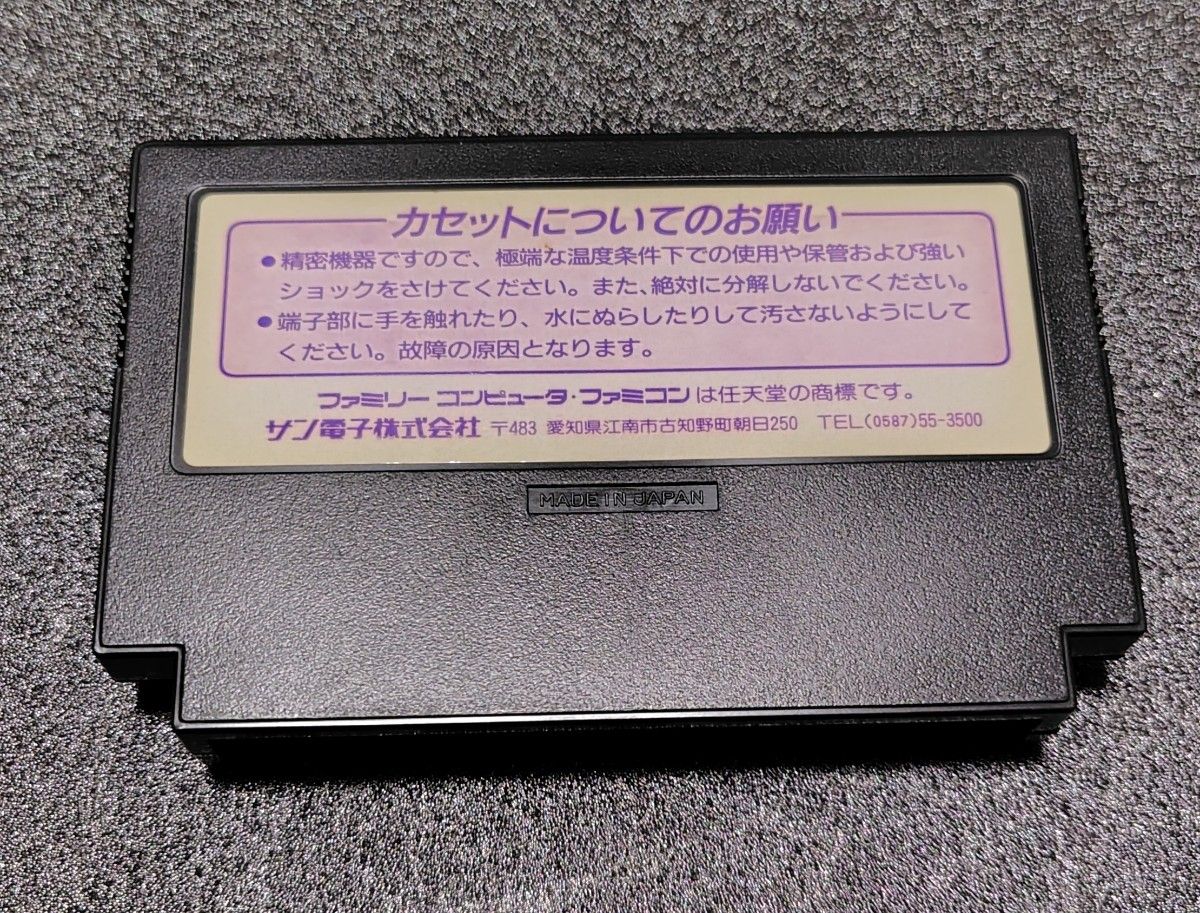 カセットについてのお願い
●精密機器ですので、極端な温度条件下での使用や保管および強い
ショックをさけてください。また、絶対に分解しないでください。
●端子部に手を触れたり、水にぬらしたりして汚さないようにして
ください。故障の原因となります。
ファミリー コンピュータ・ファミコンは任天堂の商標です。
サン電子株式会社 〒483 愛知県江南市古知野町朝日250 TEL(0587)55-3500
MADE IN JAPAN